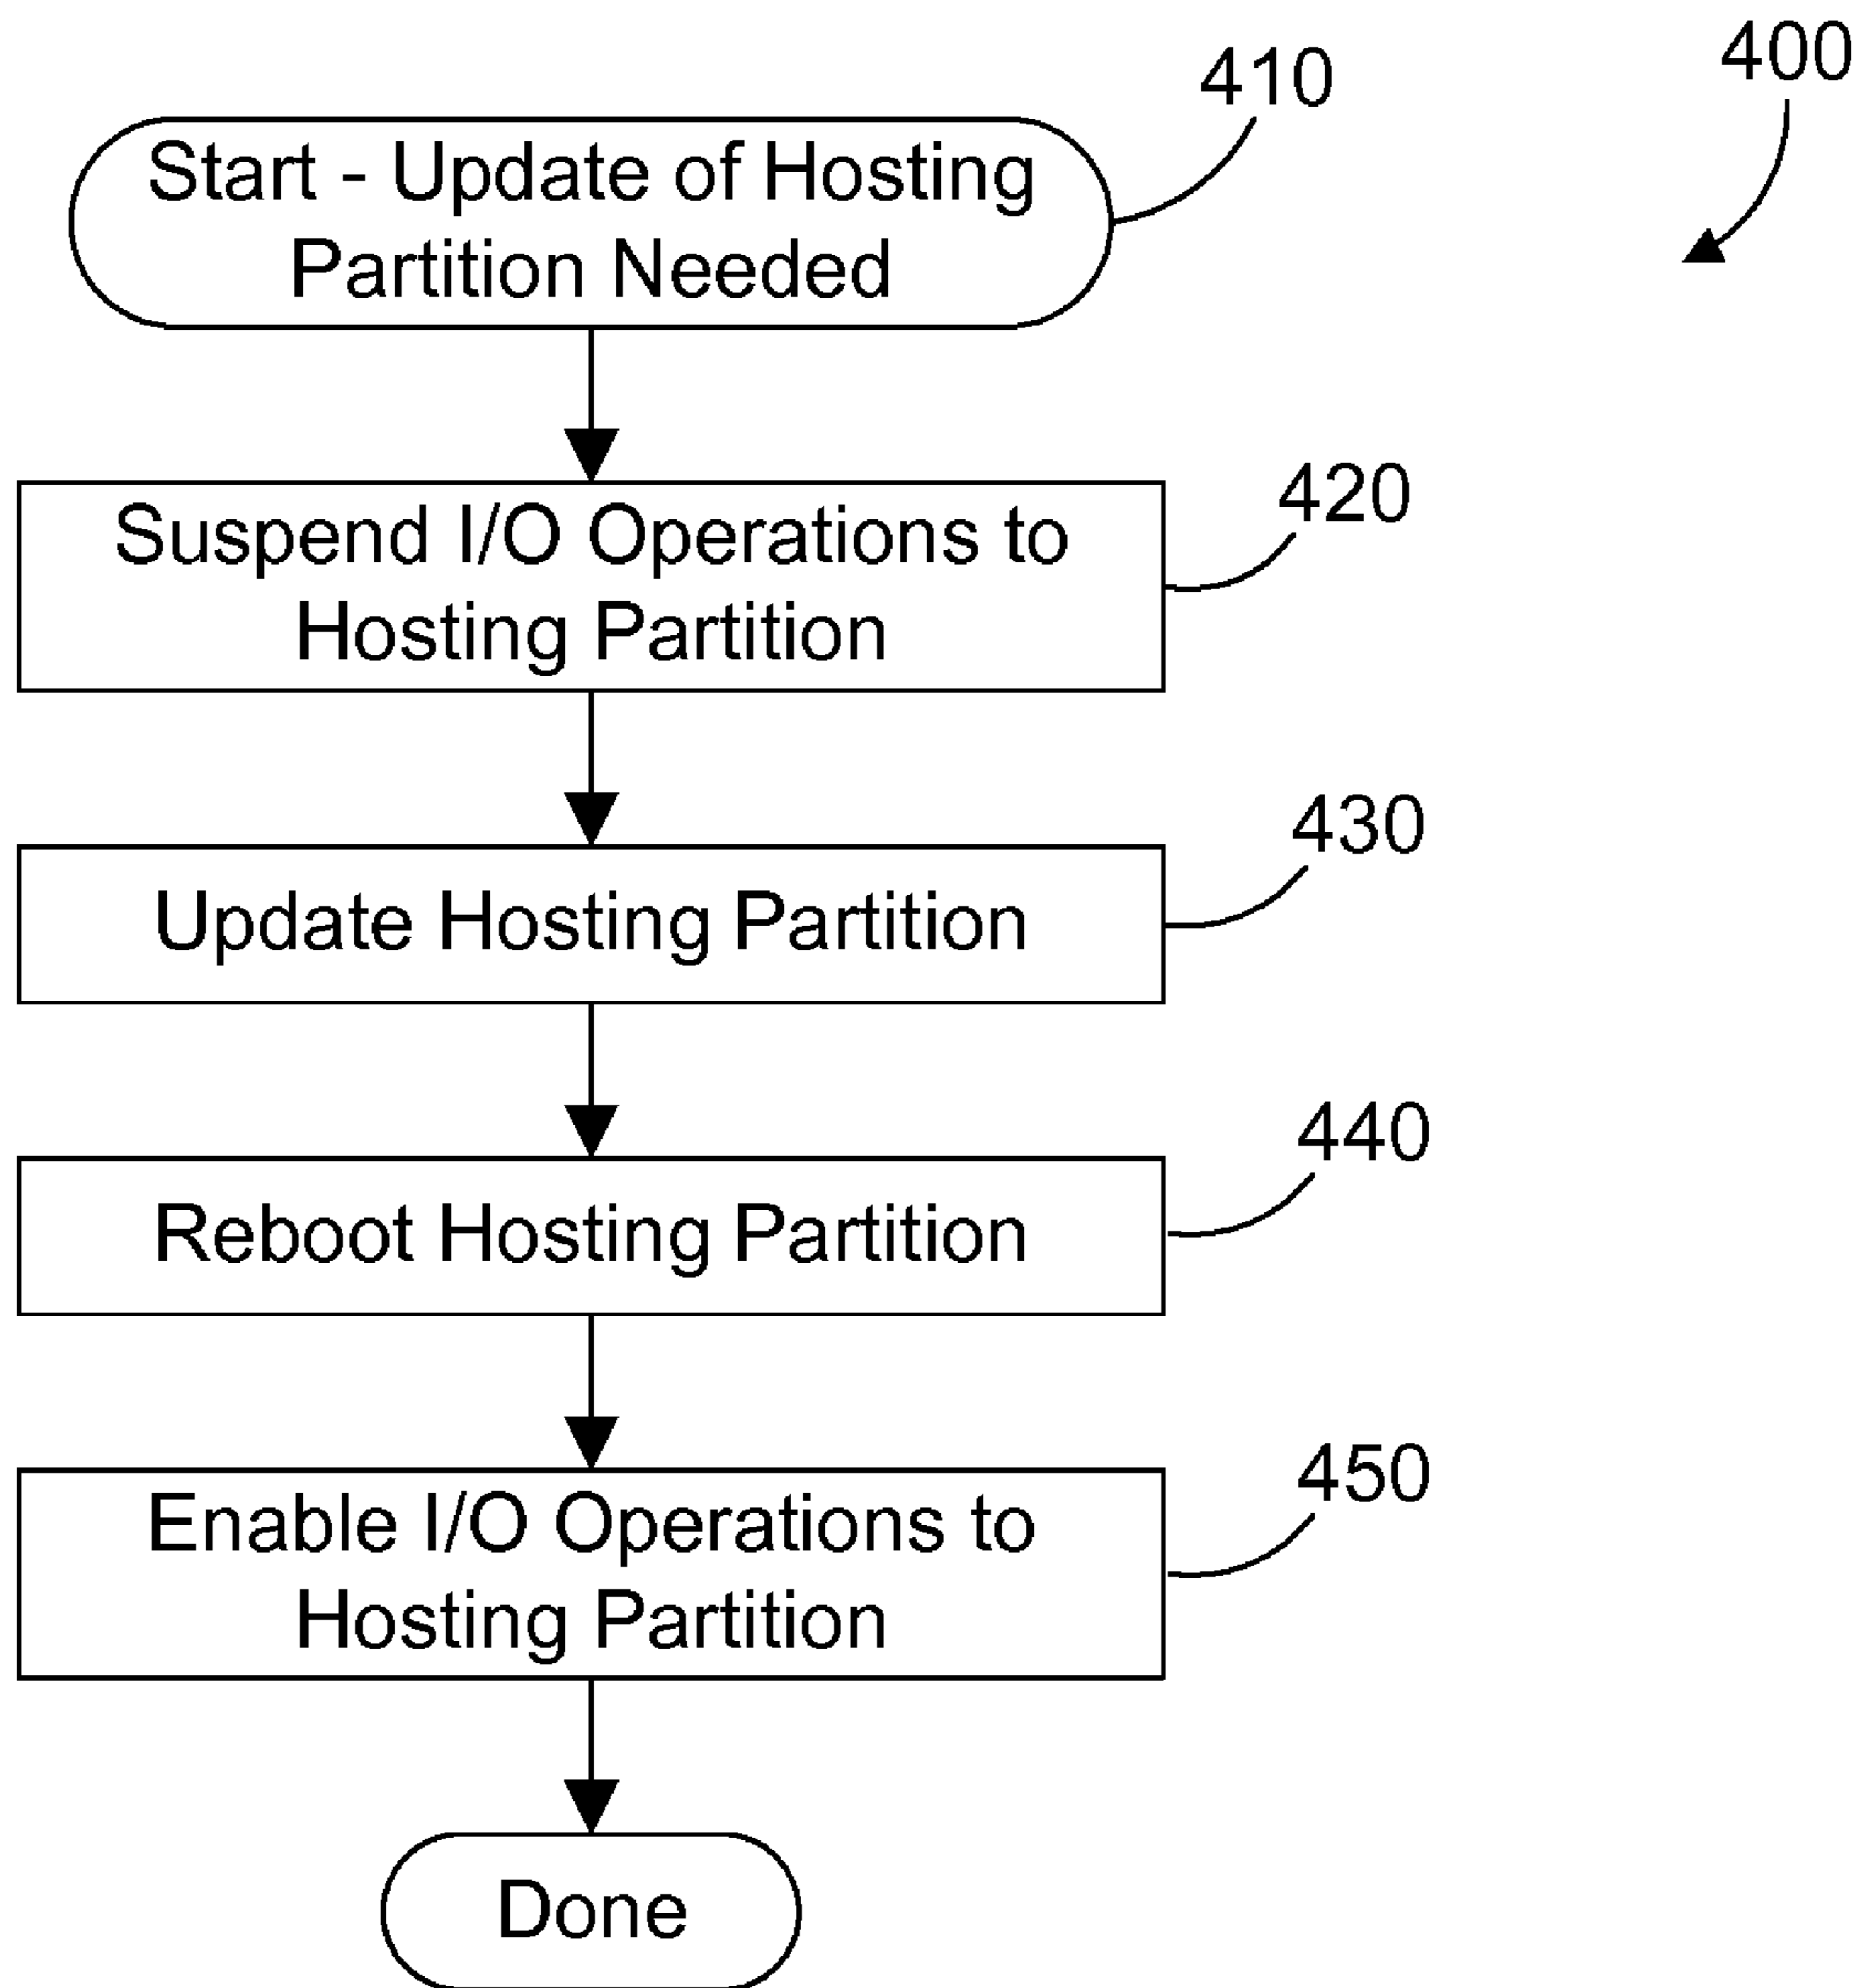 400
410
Start - Update of Hosting
Partition Needed
420
Suspend I/O Operations to
Hosting Partition
430
Update Hosting Partition
440
Reboot Hosting Partition
450
Enable I/O Operations to
Hosting Partition
Done